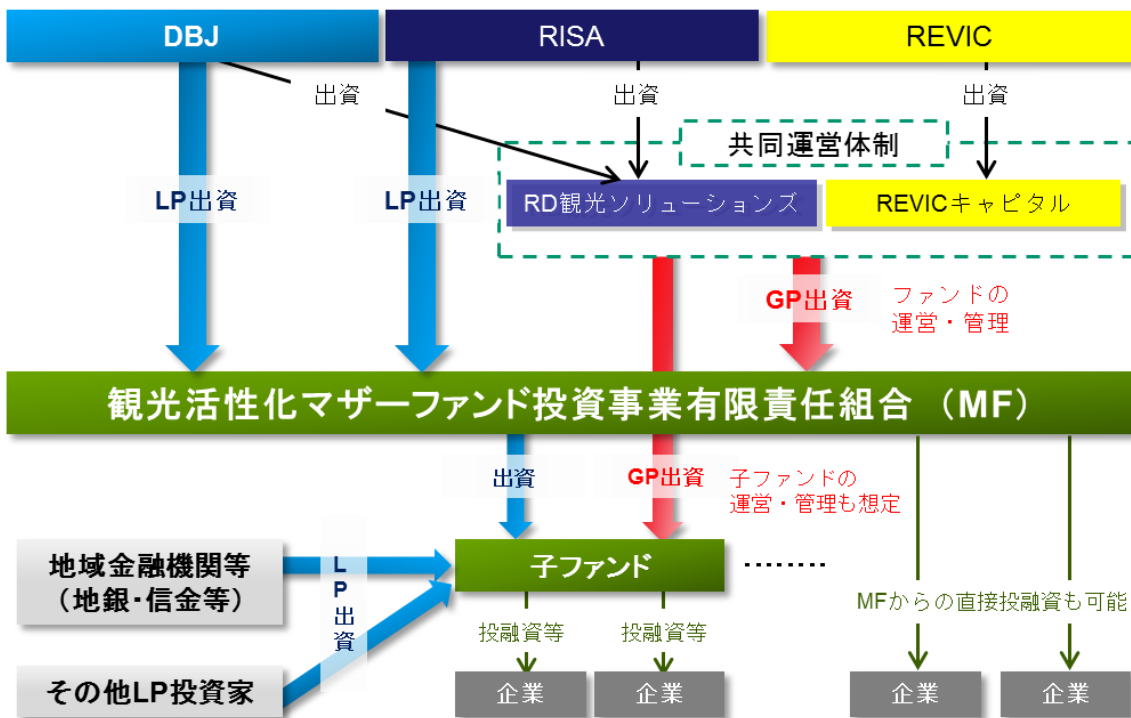 DBJ
RISA
REVIC
出資
出資
出資
共同運営体制
LP出資
LP出資
RD観光ソリューションズ
REVICキャピタル
GP出資
ファンドの
運営・管理
観光活性化マザーファンド投資事業有限責任組合（MF）
出資
GP出資
子ファンドの
運営・管理も想定
地域金融機関等
（地銀・信金等）
LP出資
子ファンド
………
MFからの直接投融資も可能
投融資等
投融資等
その他LP投資家
企業
企業
企業
企業